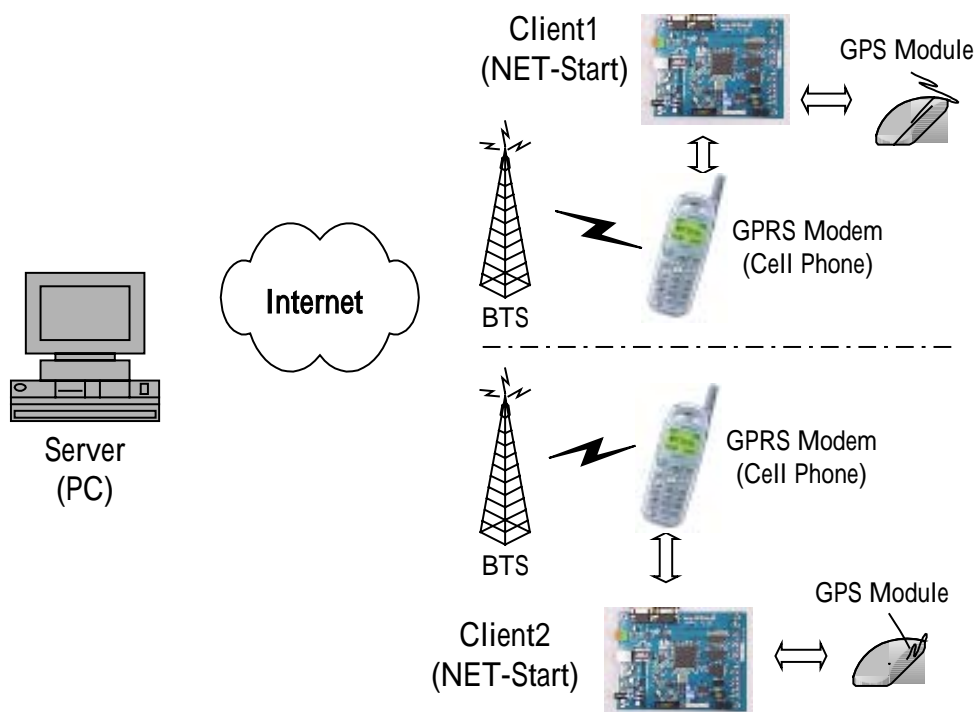 Client1
(NET-Start)
GPS Module
GPRS Modem
(Cell Phone)
BTS
Internet
Server
(PC)
GPRS Modem
(Cell Phone)
BTS
GPS Module
Client2
(NET-Start)